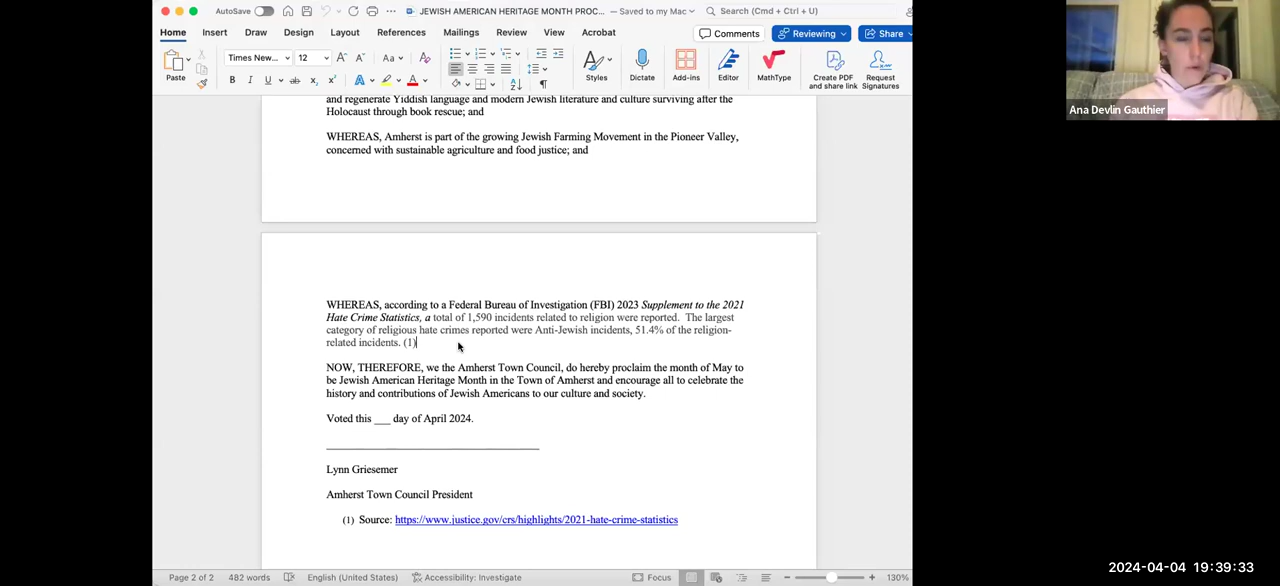 AutoSave
JEWISH AMERICAN HERITAGE MONTH PROC... — Saved to my Mac
Search (Cmd + Ctrl + U)
Home Insert Draw Design Layout References Mailings Review View Acrobat
Comments Reviewing Share
Paste
Times New... 12
Aa
B I U ab x₂ x²
A A
Styles
Dictate
Add-ins
Editor
MathType
Create PDF and share link
Request Signatures
and regenerate Yiddish language and modern Jewish literature and culture surviving after the
Holocaust through book rescue; and
WHEREAS, Amherst is part of the growing Jewish Farming Movement in the Pioneer Valley,
concerned with sustainable agriculture and food justice; and
WHEREAS, according to a Federal Bureau of Investigation (FBI) 2023 Supplement to the 2021
Hate Crime Statistics, a total of 1,590 incidents related to religion were reported. The largest
category of religious hate crimes reported were Anti-Jewish incidents, 51.4% of the religion-
related incidents. (1)
NOW, THEREFORE, we the Amherst Town Council, do hereby proclaim the month of May to
be Jewish American Heritage Month in the Town of Amherst and encourage all to celebrate the
history and contributions of Jewish Americans to our culture and society.
Voted this ___ day of April 2024.
Lynn Griesemer
Amherst Town Council President
(1) Source: https://www.justice.gov/crs/highlights/2021-hate-crime-statistics
Page 2 of 2 482 words English (United States) Accessibility: Investigate Focus 130%
Ana Devlin Gauthier
2024-04-04 19:39:33